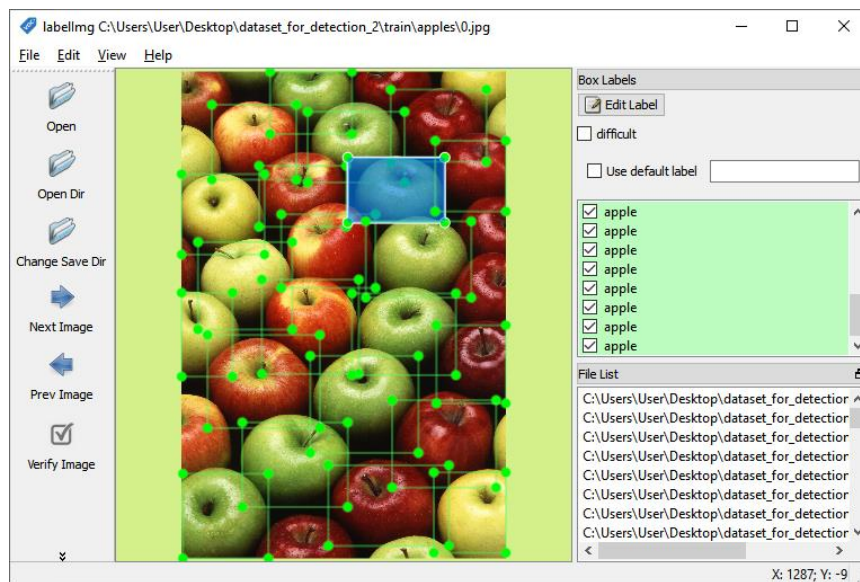 labelImg C:\Users\User\Desktop\dataset_for_detection_2\train\apples\0.jpg
File Edit View Help
Open
Open Dir
Change Save Dir
Next Image
Prev Image
Verify Image
Box Labels
Edit Label
difficult
Use default label
apple
apple
apple
apple
apple
apple
apple
apple
File List
C:\Users\User\Desktop\dataset_for_detection
C:\Users\User\Desktop\dataset_for_detection
C:\Users\User\Desktop\dataset_for_detection
C:\Users\User\Desktop\dataset_for_detection
C:\Users\User\Desktop\dataset_for_detection
C:\Users\User\Desktop\dataset_for_detection
C:\Users\User\Desktop\dataset_for_detection
C:\Users\User\Desktop\dataset_for_detection
X: 1287; Y: -9